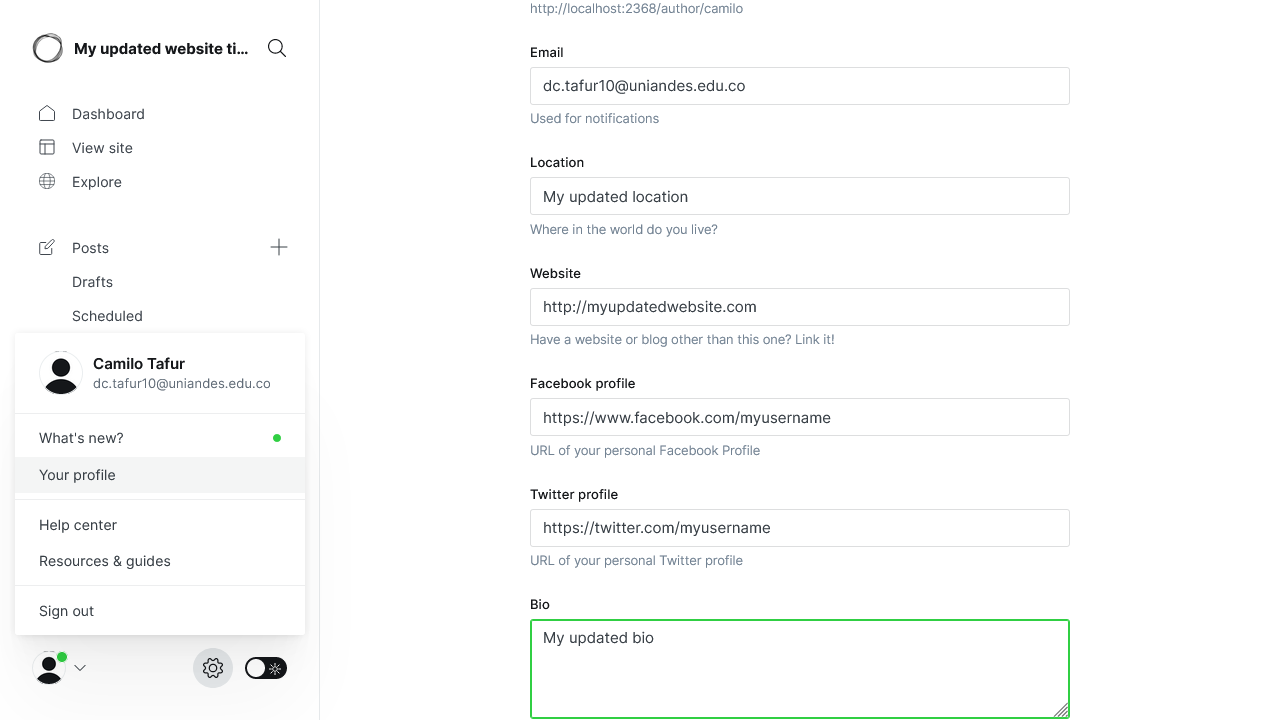 My updated website ti...
Dashboard
View site
Explore
Posts
Drafts
Scheduled
Camilo Tafur
dc.tafur10@uniandes.edu.co
What's new?
Your profile
Help center
Resources & guides
Sign out
http://localhost:2368/author/camilo
Email
dc.tafur10@uniandes.edu.co
Used for notifications
Location
My updated location
Where in the world do you live?
Website
http://myupdatedwebsite.com
Have a website or blog other than this one? Link it!
Facebook profile
https://www.facebook.com/myusername
URL of your personal Facebook Profile
Twitter profile
https://twitter.com/myusername
URL of your personal Twitter profile
Bio
My updated bio